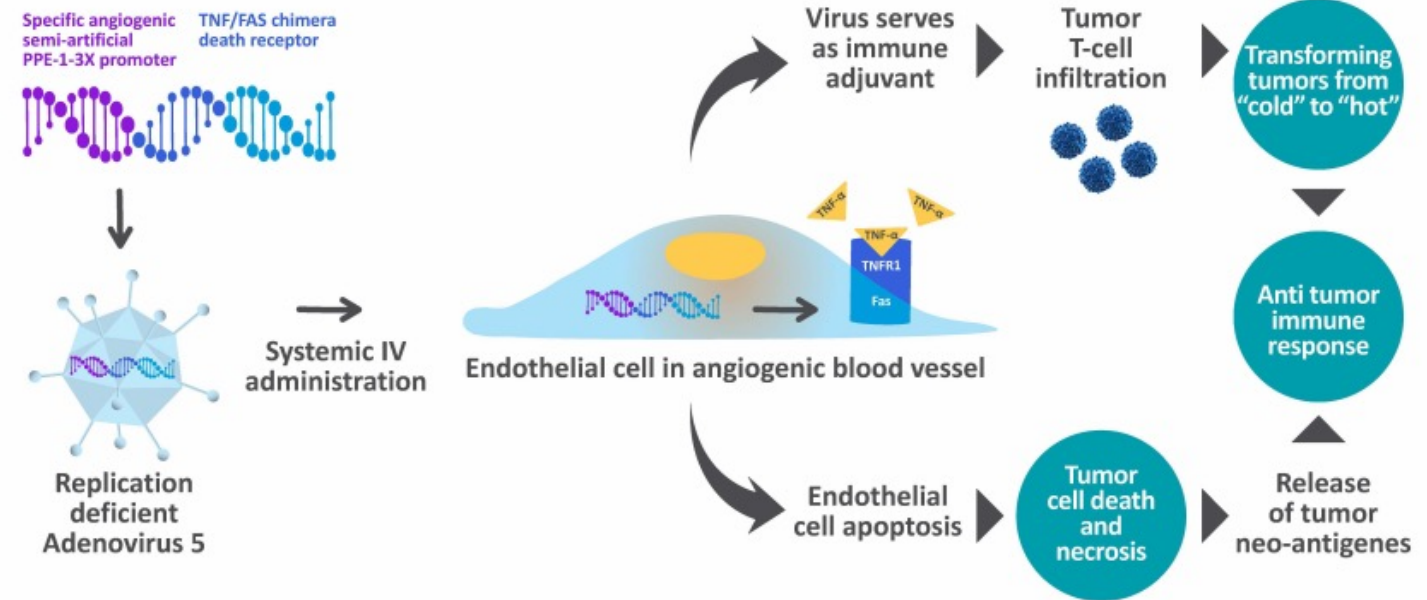 Specific angiogenic
semi-artificial
PPE-1-3X promoter
TNF/FAS chimera
death receptor
Replication
deficient
Adenovirus 5
Systemic IV
administration
TNF-α
TNF-α
TNF-α
TNFR1
Fas
Endothelial cell in angiogenic blood vessel
Virus serves
as immune
adjuvant
Tumor
T-cell
infiltration
Transforming
tumors from
“cold” to “hot”
Endothelial
cell apoptosis
Tumor
cell death
and
necrosis
Release
of tumor
neo-antigenes
Anti tumor
immune
response